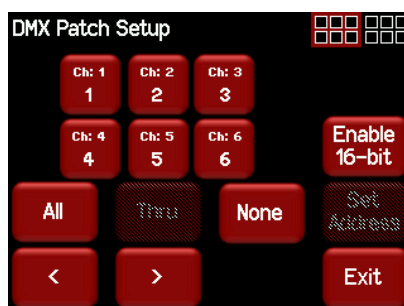 DMX Patch Setup
Ch: 1
1
Ch: 2
2
Ch: 3
3
Ch: 4
4
Ch: 5
5
Ch: 6
6
Enable
16-bit
All
Thru
None
Set
Address
<
>
Exit